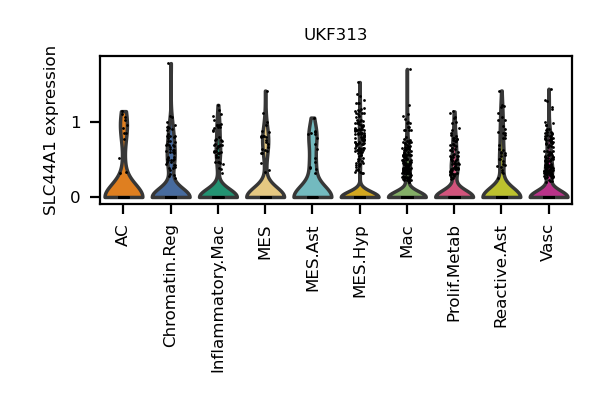 UKF313
SLC44A1 expression
1
0
AC
Chromatin.Reg
Inflammatory.Mac
MES
MES.Ast
MES.Hyp
Mac
Prolif.Metab
Reactive.Ast
Vasc